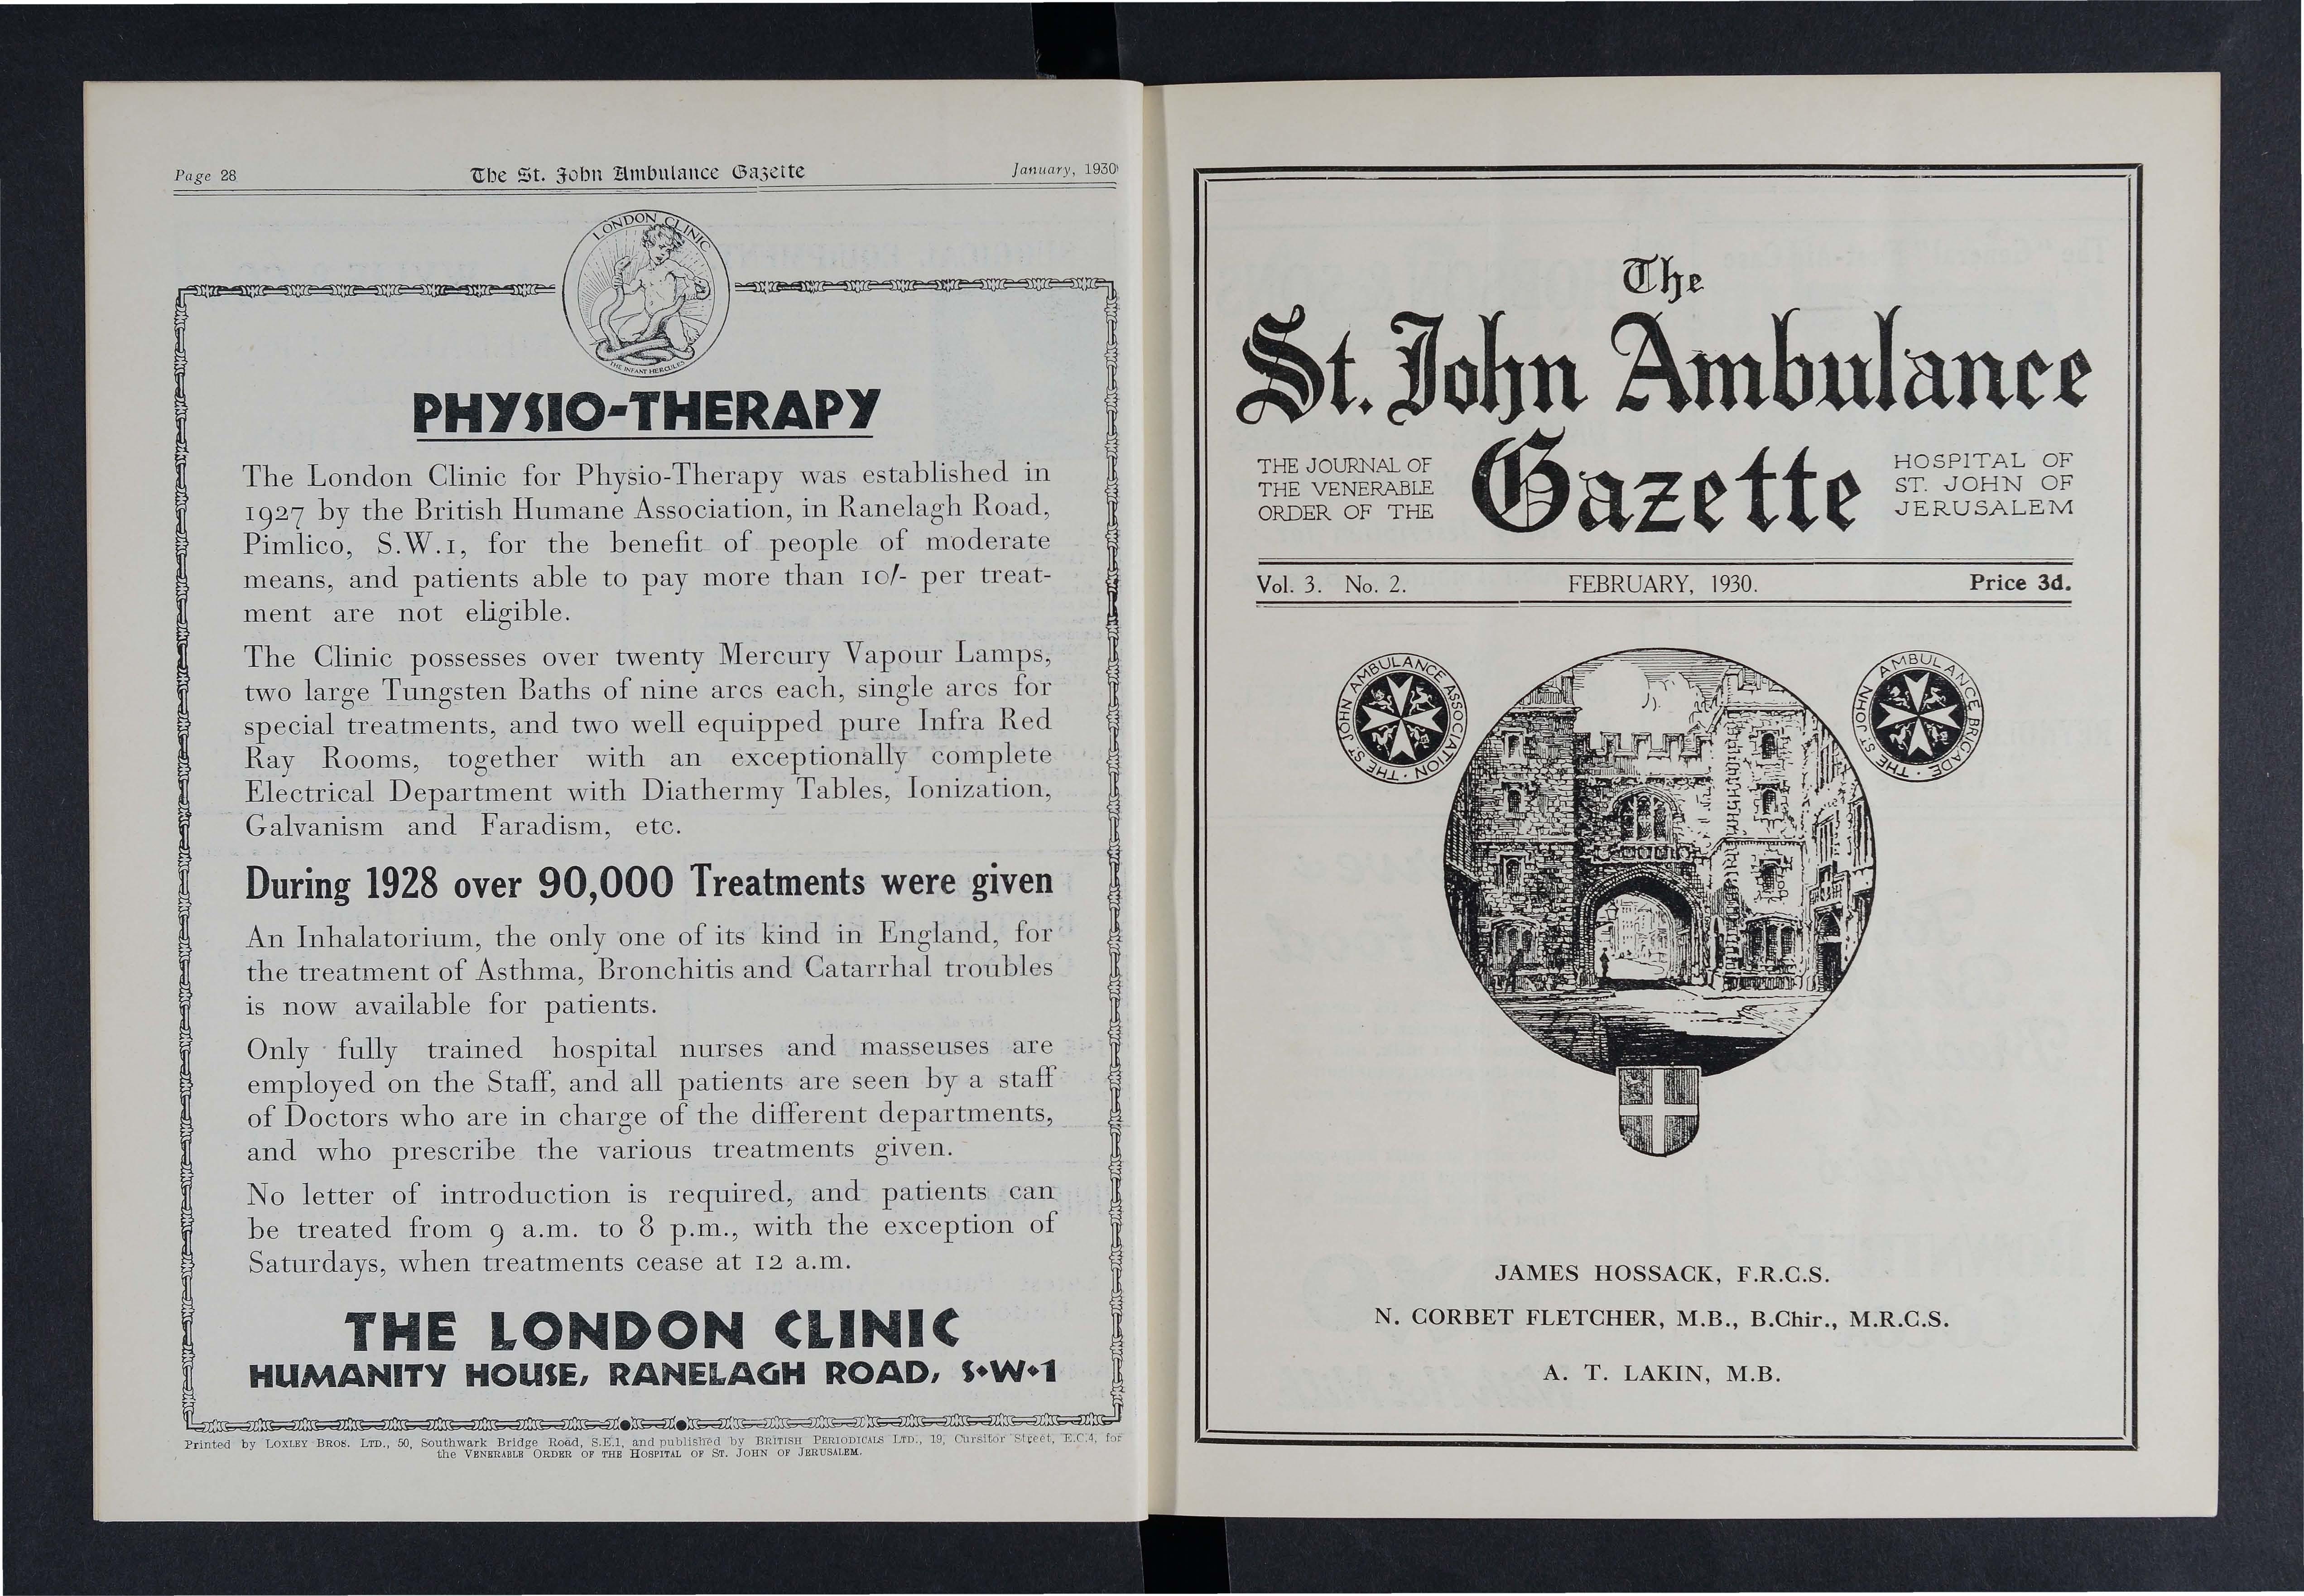 Page 28
The St. John Ambulance Gazette
January, 1930
LONDON CLINIC
THE INFANT HERCULES
PHYSIO-THERAPY
The London Clinic for Physio-Therapy was established in
1927 by the British Humane Association, in Ranelagh Road,
Pimlico, S.W.1, for the benefit of people of moderate
means, and patients able to pay more than 10/- per treat-
ment are not eligible.
The Clinic possesses over twenty Mercury Vapour Lamps,
two large Tungsten Baths of nine arcs each, single arcs for
special treatments, and two well equipped pure Infra Red
Ray Rooms, together with an exceptionally complete
Electrical Department with Diathermy Tables, Ionization,
Galvanism and Faradism, etc.
During 1928 over 90,000 Treatments were given
An Inhalatorium, the only one of its kind in England, for
the treatment of Asthma, Bronchitis and Catarrhal troubles
is now available for patients.
Only fully trained hospital nurses and masseuses are
employed on the Staff, and all patients are seen by a staff
of Doctors who are in charge of the different departments,
and who prescribe the various treatments given.
No letter of introduction is required, and patients can
be treated from 9 a.m. to 8 p.m., with the exception of
Saturdays, when treatments cease at 12 a.m.
THE LONDON CLINIC
HUMANITY HOUSE, RANELAGH ROAD, S.W.1
Printed by LOXLEY BROS. LTD., 50, Southwark Bridge Road, S.E.1, and published by BRITISH PERIODICALS LTD., 19, Cursitor Street, E.C.4, for
the VENERABLE ORDER OF THE HOSPITAL OF ST. JOHN OF JERUSALEM.
The
St. John Ambulance
Gazette
THE JOURNAL OF
THE VENERABLE
ORDER OF THE
HOSPITAL OF
ST. JOHN OF
JERUSALEM
Vol. 3. No. 2. FEBRUARY, 1930. Price 3d.
THE ST JOHN AMBULANCE ASSOCIATION
THE ST JOHN AMBULANCE BRIGADE
JAMES HOSSACK, F.R.C.S.
N. CORBET FLETCHER, M.B., B.Chir., M.R.C.S.
A. T. LAKIN, M.B.